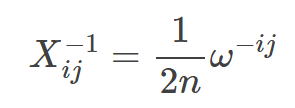 $X_{ij}^{-1} = \frac{1}{2n} \omega^{-ij}$